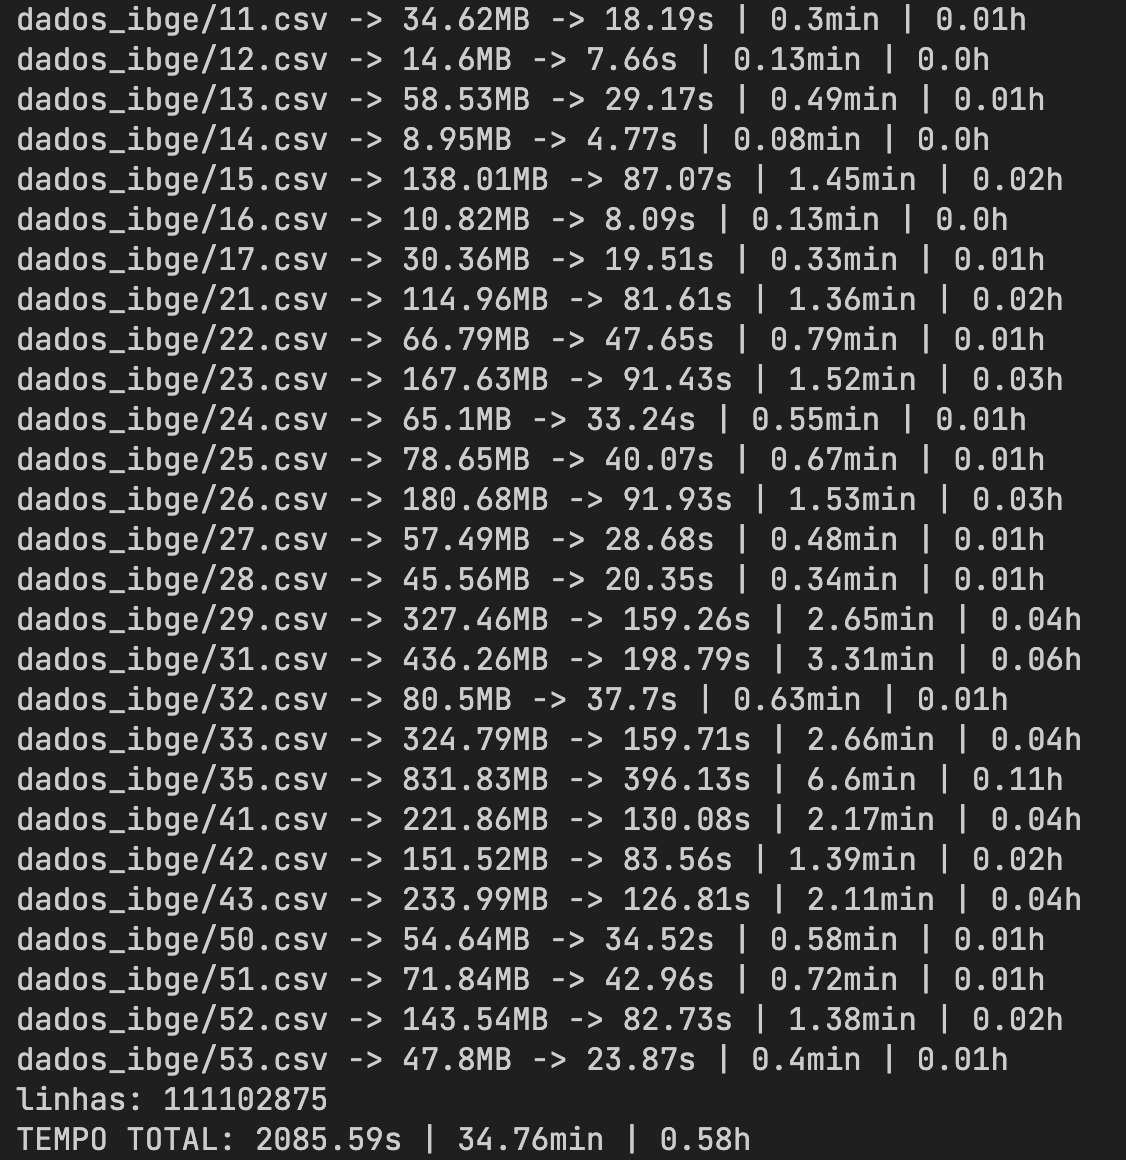 dados_ibge/11.csv -> 34.62MB -> 18.19s | 0.3min | 0.01h
dados_ibge/12.csv -> 14.6MB -> 7.66s | 0.13min | 0.0h
dados_ibge/13.csv -> 58.53MB -> 29.17s | 0.49min | 0.01h
dados_ibge/14.csv -> 8.95MB -> 4.77s | 0.08min | 0.0h
dados_ibge/15.csv -> 138.01MB -> 87.07s | 1.45min | 0.02h
dados_ibge/16.csv -> 10.82MB -> 8.09s | 0.13min | 0.0h
dados_ibge/17.csv -> 30.36MB -> 19.51s | 0.33min | 0.01h
dados_ibge/21.csv -> 114.96MB -> 81.61s | 1.36min | 0.02h
dados_ibge/22.csv -> 66.79MB -> 47.65s | 0.79min | 0.01h
dados_ibge/23.csv -> 167.63MB -> 91.43s | 1.52min | 0.03h
dados_ibge/24.csv -> 65.1MB -> 33.24s | 0.55min | 0.01h
dados_ibge/25.csv -> 78.65MB -> 40.07s | 0.67min | 0.01h
dados_ibge/26.csv -> 180.68MB -> 91.93s | 1.53min | 0.03h
dados_ibge/27.csv -> 57.49MB -> 28.68s | 0.48min | 0.01h
dados_ibge/28.csv -> 45.56MB -> 20.35s | 0.34min | 0.01h
dados_ibge/29.csv -> 327.46MB -> 159.26s | 2.65min | 0.04h
dados_ibge/31.csv -> 436.26MB -> 198.79s | 3.31min | 0.06h
dados_ibge/32.csv -> 80.5MB -> 37.7s | 0.63min | 0.01h
dados_ibge/33.csv -> 324.79MB -> 159.71s | 2.66min | 0.04h
dados_ibge/35.csv -> 831.83MB -> 396.13s | 6.6min | 0.11h
dados_ibge/41.csv -> 221.86MB -> 130.08s | 2.17min | 0.04h
dados_ibge/42.csv -> 151.52MB -> 83.56s | 1.39min | 0.02h
dados_ibge/43.csv -> 233.99MB -> 126.81s | 2.11min | 0.04h
dados_ibge/50.csv -> 54.64MB -> 34.52s | 0.58min | 0.01h
dados_ibge/51.csv -> 71.84MB -> 42.96s | 0.72min | 0.01h
dados_ibge/52.csv -> 143.54MB -> 82.73s | 1.38min | 0.02h
dados_ibge/53.csv -> 47.8MB -> 23.87s | 0.4min | 0.01h
linhas: 111102875
TEMPO TOTAL: 2085.59s | 34.76min | 0.58h